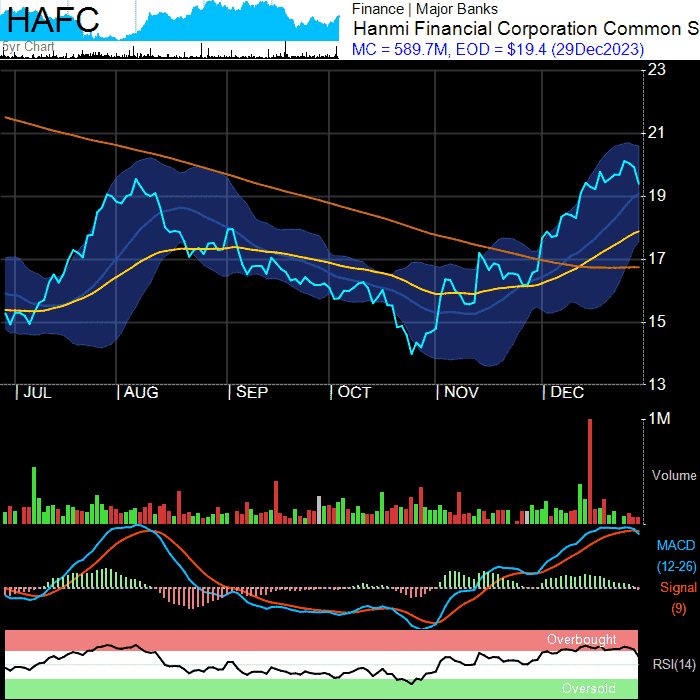 HAFC
5yr Chart
Finance | Major Banks
Hanmi Financial Corporation Common S
MC = 589.7M, EOD = $19.4 (29Dec2023)
23
21
19
17
15
13
JUL AUG SEP OCT NOV DEC
1M
Volume
MACD
(12-26)
Signal
(9)
Overbought
RSI(14)
Oversold